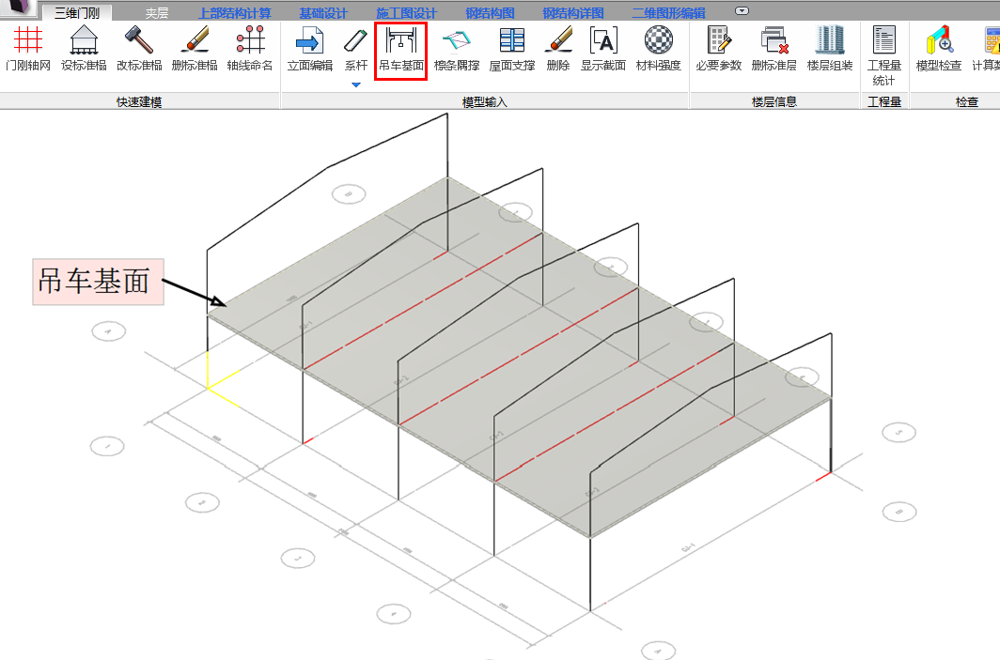 三维门刚 夹层 上部结构计算 基础设计 施工图设计 钢结构图 钢结构详图 二维图形编辑
门刚轴网 设标准榀 改标准榀 删标准榀 轴线命名 立面编辑 系杆 吊车基面 檩条隅撑 屋面支撑 删除 显示截面 材料强度 必要参数 删标准层 楼层组装 工程量统计 模型检查 计算数
快速建模 模型输入 楼层信息 工程量 检查
吊车基面